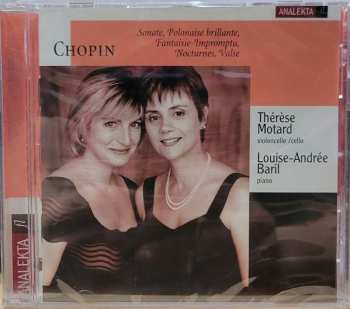 ANALEKTA
Sonate, Polonaise brillante,
Fantaisie-Impromptu,
Nocturnes, Valse
CHOPIN
Thérèse
Motard
violoncelle/cello
Louise-Andrée
Baril
piano
ANALEKTA